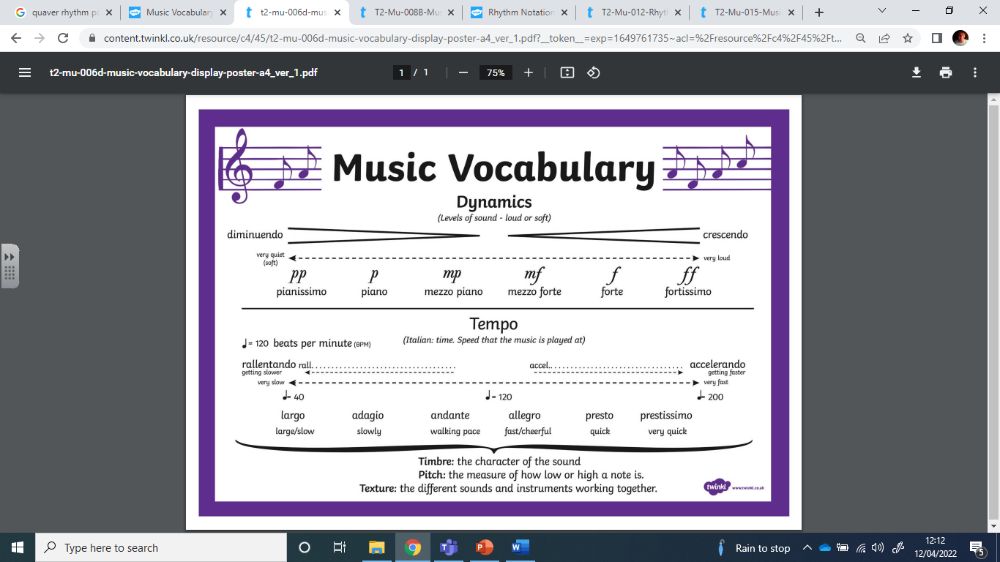 quaver rhythm po
Music Vocabulary
t2-mu-006d-mus
T2-Mu-008B-Mu
Rhythm Notation
T2-Mu-012-Rhyt
T2-Mu-015-Musi
content.twinkl.co.uk/resource/c4/45/t2-mu-006d-music-vocabulary-display-poster-a4_ver_1.pdf?__token__=exp=1649761735~acl=%2Fresource%2Fc4%2F45%2Ft...
t2-mu-006d-music-vocabulary-display-poster-a4_ver_1.pdf
1 / 1
75%
Music Vocabulary
Dynamics
(Levels of sound - loud or soft)
diminuendo crescendo
very quiet very loud
(soft)
pp p mp mf f ff
pianissimo piano mezzo piano mezzo forte forte fortissimo
Tempo
(Italian: time. Speed that the music is played at)
♩= 120 beats per minute (BPM)
rallentando rall. accel. accelerando
getting slower getting faster
very slow very fast
♩= 40 ♩= 120 ♩= 200
largo adagio andante allegro presto prestissimo
large/slow slowly walking pace fast/cheerful quick very quick
Timbre: the character of the sound
Pitch: the measure of how low or high a note is.
Texture: the different sounds and instruments working together.
twinkl www.twinkl.co.uk
Type here to search
Rain to stop
12:12
12/04/2022
5